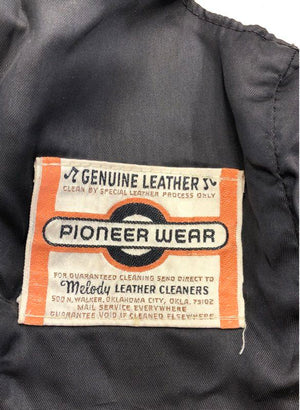 GENUINE LEATHER
CLEAN BY SPECIAL LEATHER PROCESS ONLY
PIONEER WEAR
FOR GUARANTEED CLEANING SEND DIRECT TO
Melody LEATHER CLEANERS
500 N. WALKER, OKLAHOMA CITY, OKLA. 73102
MAIL SERVICE EVERYWHERE
GUARANTEE VOID IF CLEANED ELSEWHERE